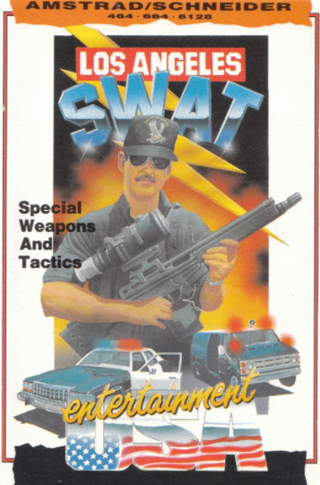 AMSTRAD/SCHNEIDER
464 - 664 - 6128
LOS ANGELES
SWAT
Special
Weapons
And
Tactics
entertainment
USA